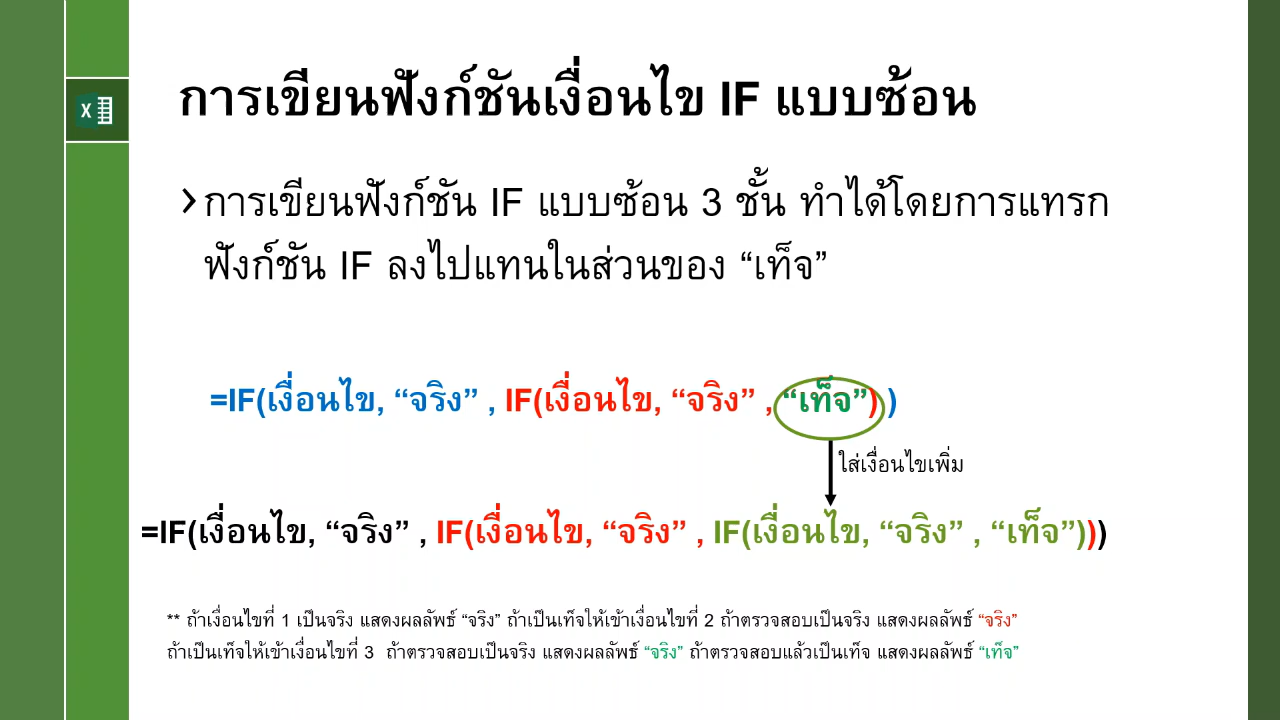 X
การเขียนฟังก์ชันเงื่อนไข IF แบบซ้อน
การเขียนฟังก์ชัน IF แบบซ้อน 3 ชั้น ทำได้โดยการแทรก
ฟังก์ชัน IF ลงไปแทนในส่วนของ “เท็จ”
=IF(เงื่อนไข, “จริง” , IF(เงื่อนไข, “จริง” , “เท็จ”) )
ใส่เงื่อนไขเพิ่ม
=IF(เงื่อนไข, “จริง” , IF(เงื่อนไข, “จริง” , IF(เงื่อนไข, “จริง” , “เท็จ”)))
** ถ้าเงื่อนไขที่ 1 เป็นจริง แสดงผลลัพธ์ “จริง” ถ้าเป็นเท็จให้เข้าเงื่อนไขที่ 2 ถ้าตรวจสอบเป็นจริง แสดงผลลัพธ์ “จริง”
ถ้าเป็นเท็จให้เข้าเงื่อนไขที่ 3 ถ้าตรวจสอบเป็นจริง แสดงผลลัพธ์ “จริง” ถ้าตรวจสอบแล้วเป็นเท็จ แสดงผลลัพธ์ “เท็จ”